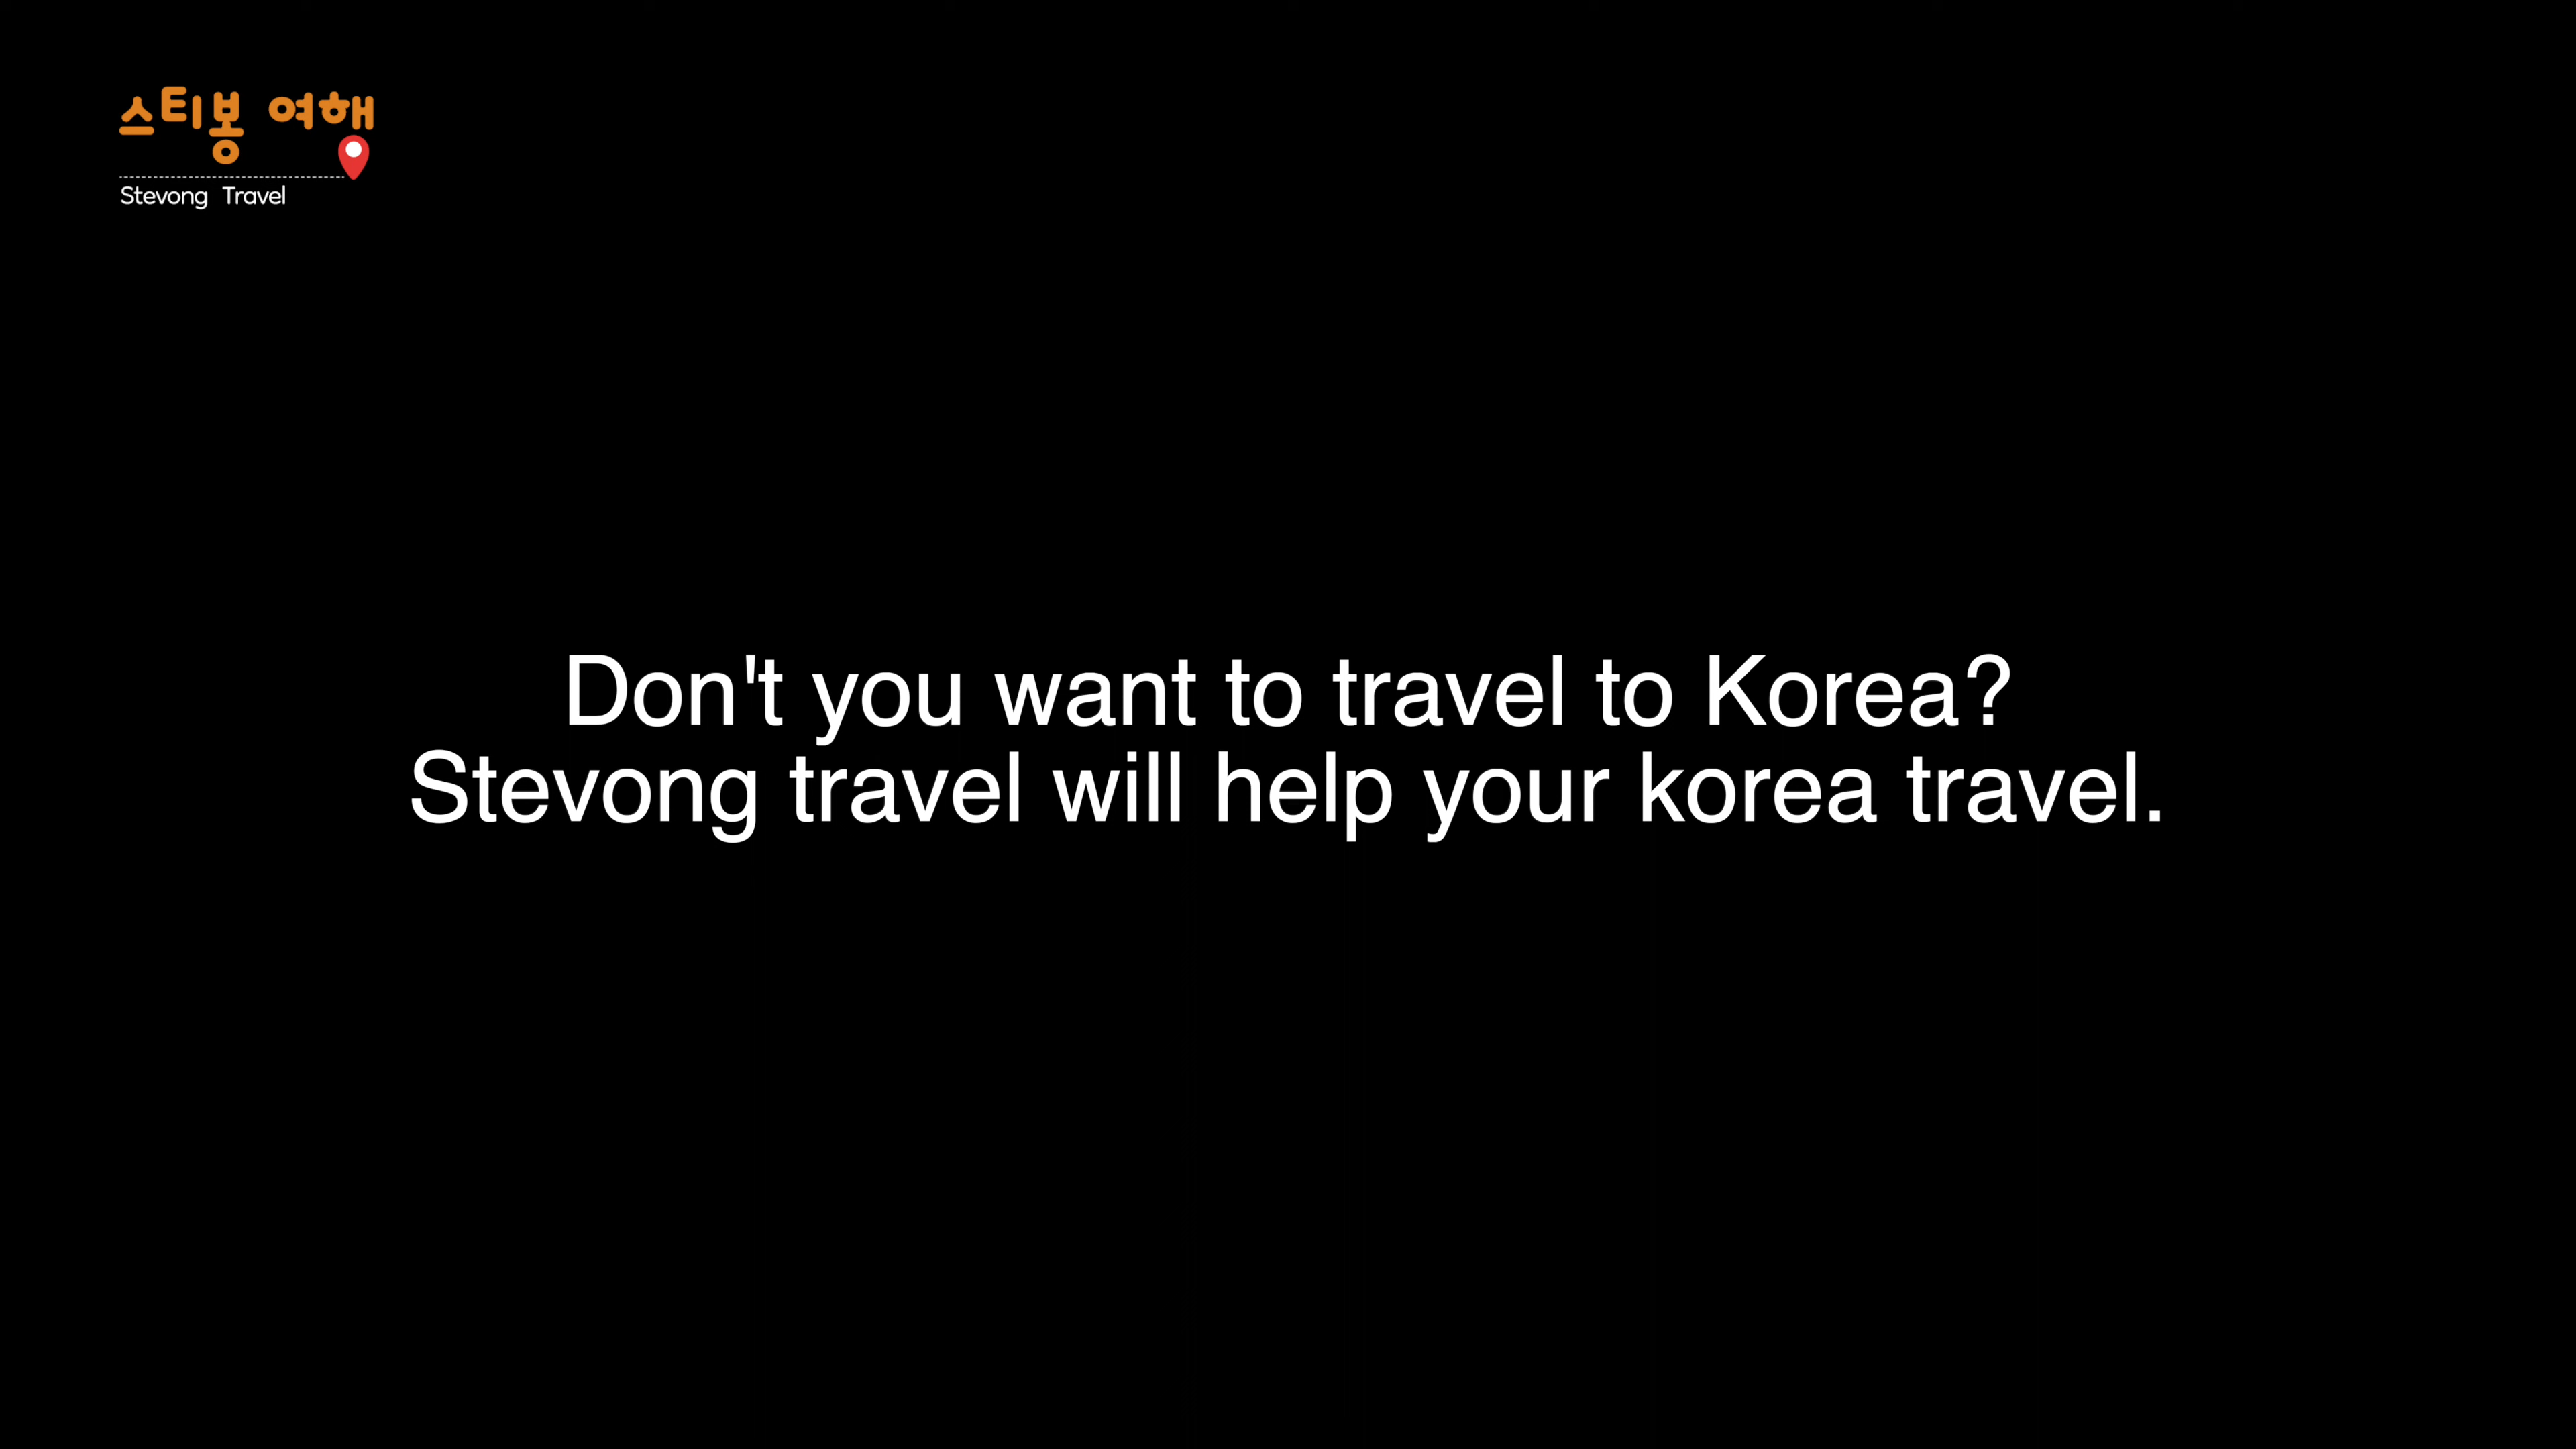 스티봉 여해
Stevong Travel
Don't you want to travel to Korea?
Stevong travel will help your korea travel.